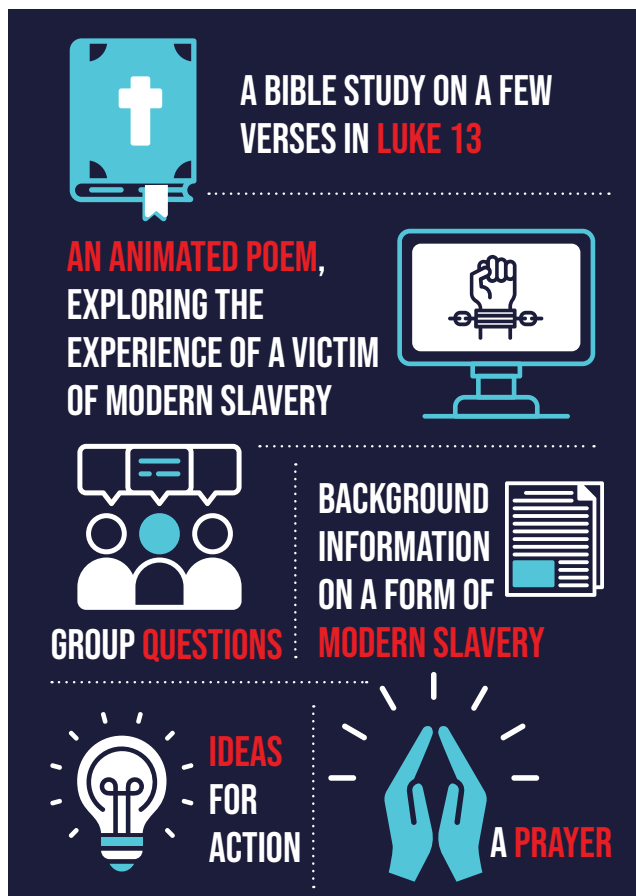 A BIBLE STUDY ON A FEW
VERSES IN LUKE 13
AN ANIMATED POEM,
EXPLORING THE
EXPERIENCE OF A VICTIM
OF MODERN SLAVERY
GROUP QUESTIONS
BACKGROUND
INFORMATION
ON A FORM OF
MODERN SLAVERY
IDEAS
FOR
ACTION
A PRAYER